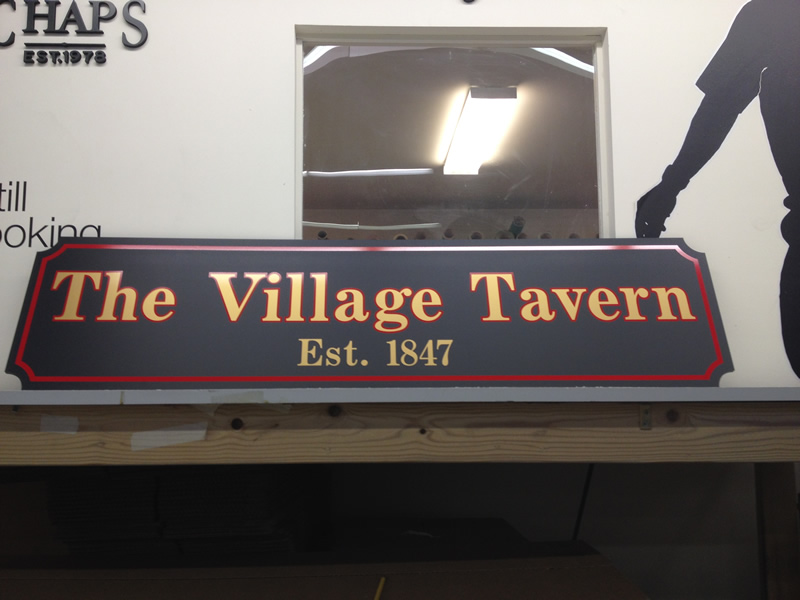 CHAPS
EST.1978
till
ooking
The Village Tavern
Est. 1847